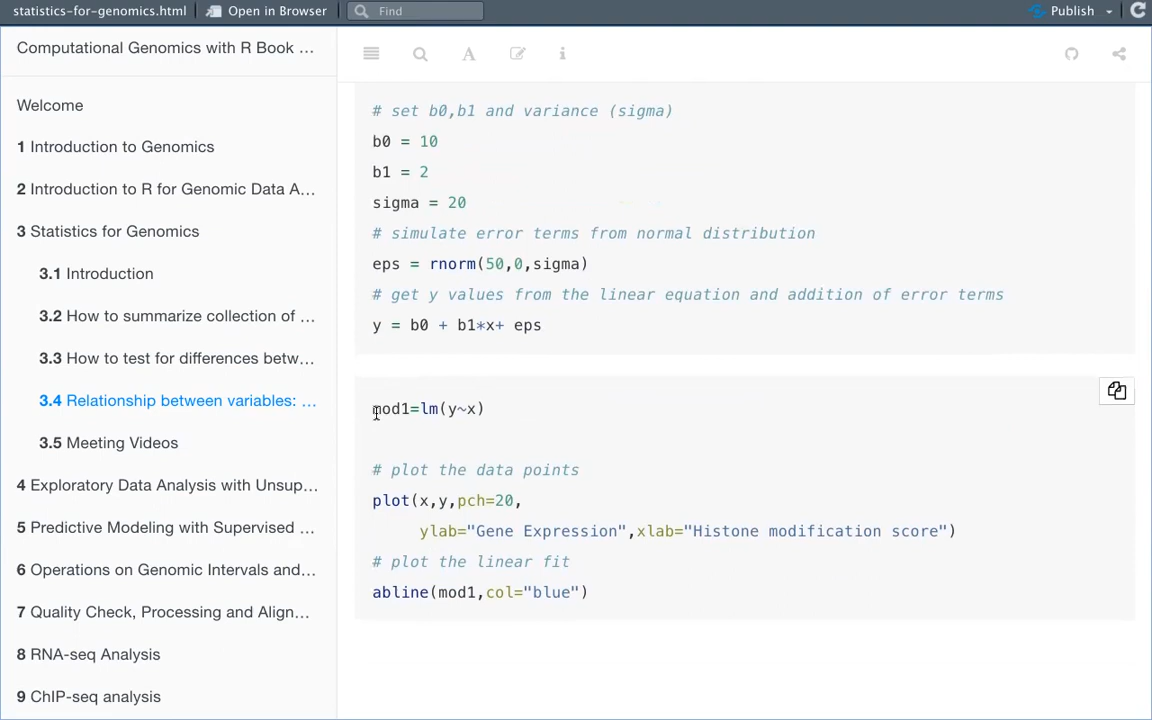 statistics-for-genomics.html
Open in Browser
Find
Publish
Computational Genomics with R Book ...
Welcome
1 Introduction to Genomics
2 Introduction to R for Genomic Data A...
3 Statistics for Genomics
3.1 Introduction
3.2 How to summarize collection of ...
3.3 How to test for differences betw...
3.4 Relationship between variables: ...
3.5 Meeting Videos
4 Exploratory Data Analysis with Unsup...
5 Predictive Modeling with Supervised ...
6 Operations on Genomic Intervals and...
7 Quality Check, Processing and Align...
8 RNA-seq Analysis
9 ChIP-seq analysis
# set b0,b1 and variance (sigma)
b0 = 10
b1 = 2
sigma = 20
# simulate error terms from normal distribution
eps = rnorm(50,0,sigma)
# get y values from the linear equation and addition of error terms
y = b0 + b1*x+ eps
mod1=lm(y~x)
# plot the data points
plot(x,y,pch=20,
ylab="Gene Expression",xlab="Histone modification score")
# plot the linear fit
abline(mod1,col="blue")